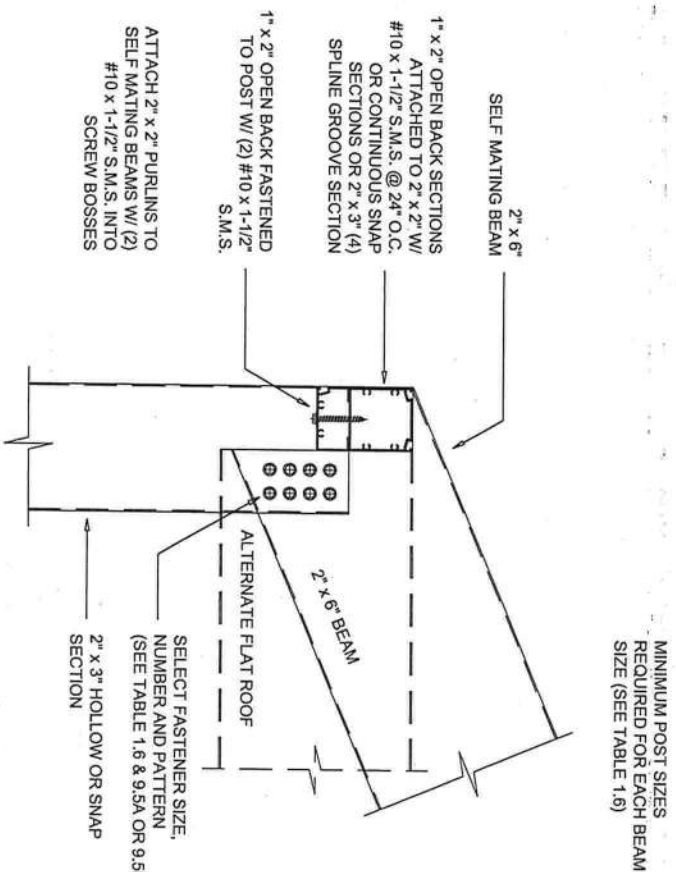 MINIMUM POST SIZES
REQUIRED FOR EACH BEAM
SIZE (SEE TABLE 1.6)
2" x 6"
SELF MATING BEAM
1" x 2" OPEN BACK SECTIONS
ATTACHED TO 2" x 2" W/
#10 x 1-1/2" S.M.S. @ 24" O.C.
OR CONTINUOUS SNAP
SECTIONS OR 2" x 3" (4)
SPLINE GROOVE SECTION
1" x 2" OPEN BACK FASTENED
TO POST W/ (2) #10 x 1-1/2"
S.M.S.
ATTACH 2" x 2" PURLINS TO
SELF MATING BEAMS W/ (2)
#10 x 1-1/2" S.M.S. INTO
SCREW BOSSES
2" x 6" BEAM
ALTERNATE FLAT ROOF
SELECT FASTENER SIZE,
NUMBER AND PATTERN
(SEE TABLE 1.6 & 9.5A OR 9.5
2" x 3" HOLLOW OR SNAP
SECTION